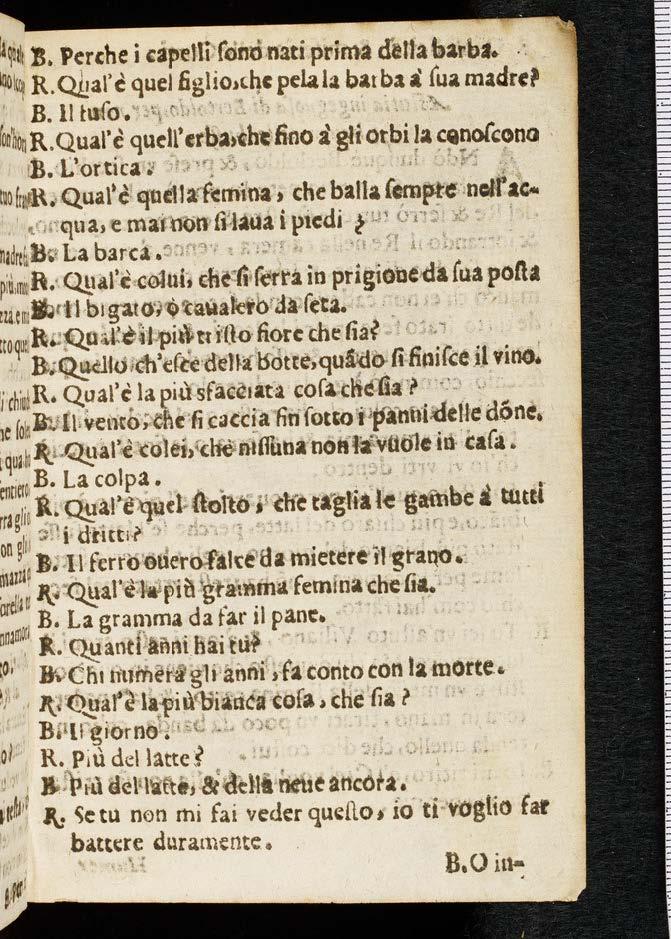 B. Perche i capelli ſono nati prima della barba.
R. Qual'è quel figlio, che pela la barba à ſua madre?
B. Il fuſo.
R. Qual'è quell'erba, che fino à gli orbi la conoſcono
B. L'ortica.
R. Qual'è quella femina, che balla ſempre nell'ac-
qua, e mai non ſi laua i piedi?
B. La barca.
R. Qual'è colui, che ſi ſerra in prigione da ſua poſta
B. Il bigato, ò caualero da ſeta.
R. Qual'è il più triſto fiore che ſia?
B. Quello ch'eſce della botte, quãdo ſi finiſce il vino.
R. Qual'è la più sfacciata coſa che ſia?
B. Il vento, che ſi caccia fin ſotto i panni delle dōne.
R. Qual'è colei, che niſſuna non la vuole in caſa.
B. La colpa.
R. Qual'è quel ſtolto, che taglia le gambe à tutti
i dritti?
B. Il ferro ouero falce da mietere il grano.
R. Qual'è la più gramma femina che ſia.
B. La gramma da far il pane.
R. Quanti anni hai tu?
B. Chi numera gli anni, fa conto con la morte.
R. Qual'è la più bianca coſa, che ſia?
B. Il giorno.
R. Più del latte?
B. Più del latte, & della neue ancora.
R. Se tu non mi fai veder queſto, io ti voglio far
battere duramente.
B. O in-